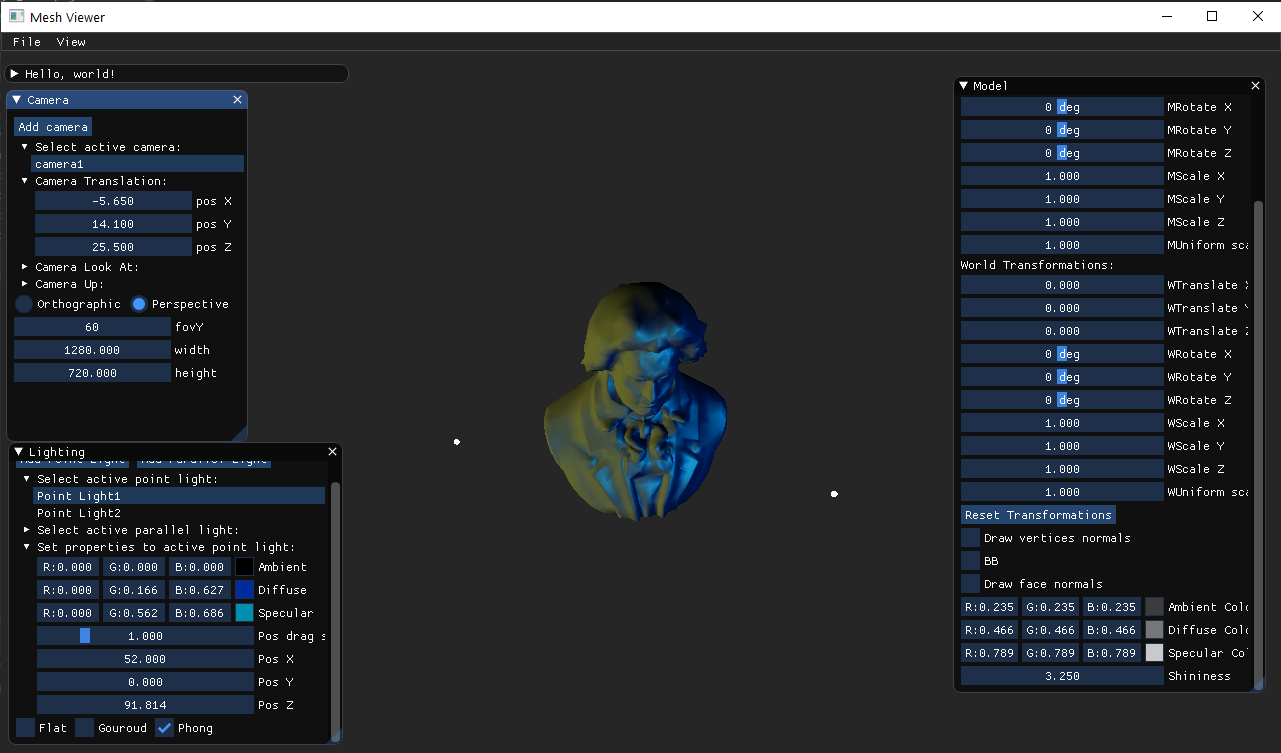 Mesh Viewer
File View
Hello, world!
Camera
Add camera
Select active camera:
camera1
Camera Translation:
-5.650 pos X
14.100 pos Y
25.500 pos Z
Camera Look At:
Camera Up:
Orthographic Perspective
60 fovY
1280.000 width
720.000 height
Lighting
Add Point Light Add Parallel Light
Select active point light:
Point Light1
Point Light2
Select active parallel light:
Set properties to active point light:
R:0.000 G:0.000 B:0.000 Ambient
R:0.000 G:0.166 B:0.627 Diffuse
R:0.000 G:0.562 B:0.686 Specular
1.000 Pos drag s
52.000 Pos X
0.000 Pos Y
91.814 Pos Z
Flat Gouroud Phong
Model
0 deg MRotate X
0 deg MRotate Y
0 deg MRotate Z
1.000 MScale X
1.000 MScale Y
1.000 MScale Z
1.000 MUniform sca
World Transformations:
0.000 WTranslate X
0.000 WTranslate Y
0.000 WTranslate Z
0 deg WRotate X
0 deg WRotate Y
0 deg WRotate Z
1.000 WScale X
1.000 WScale Y
1.000 WScale Z
1.000 WUniform sca
Reset Transformations
Draw vertices normals
BB
Draw face normals
R:0.235 G:0.235 B:0.235 Ambient Colo
R:0.466 G:0.466 B:0.466 Diffuse Colo
R:0.789 G:0.789 B:0.789 Specular Co
3.250 Shininess